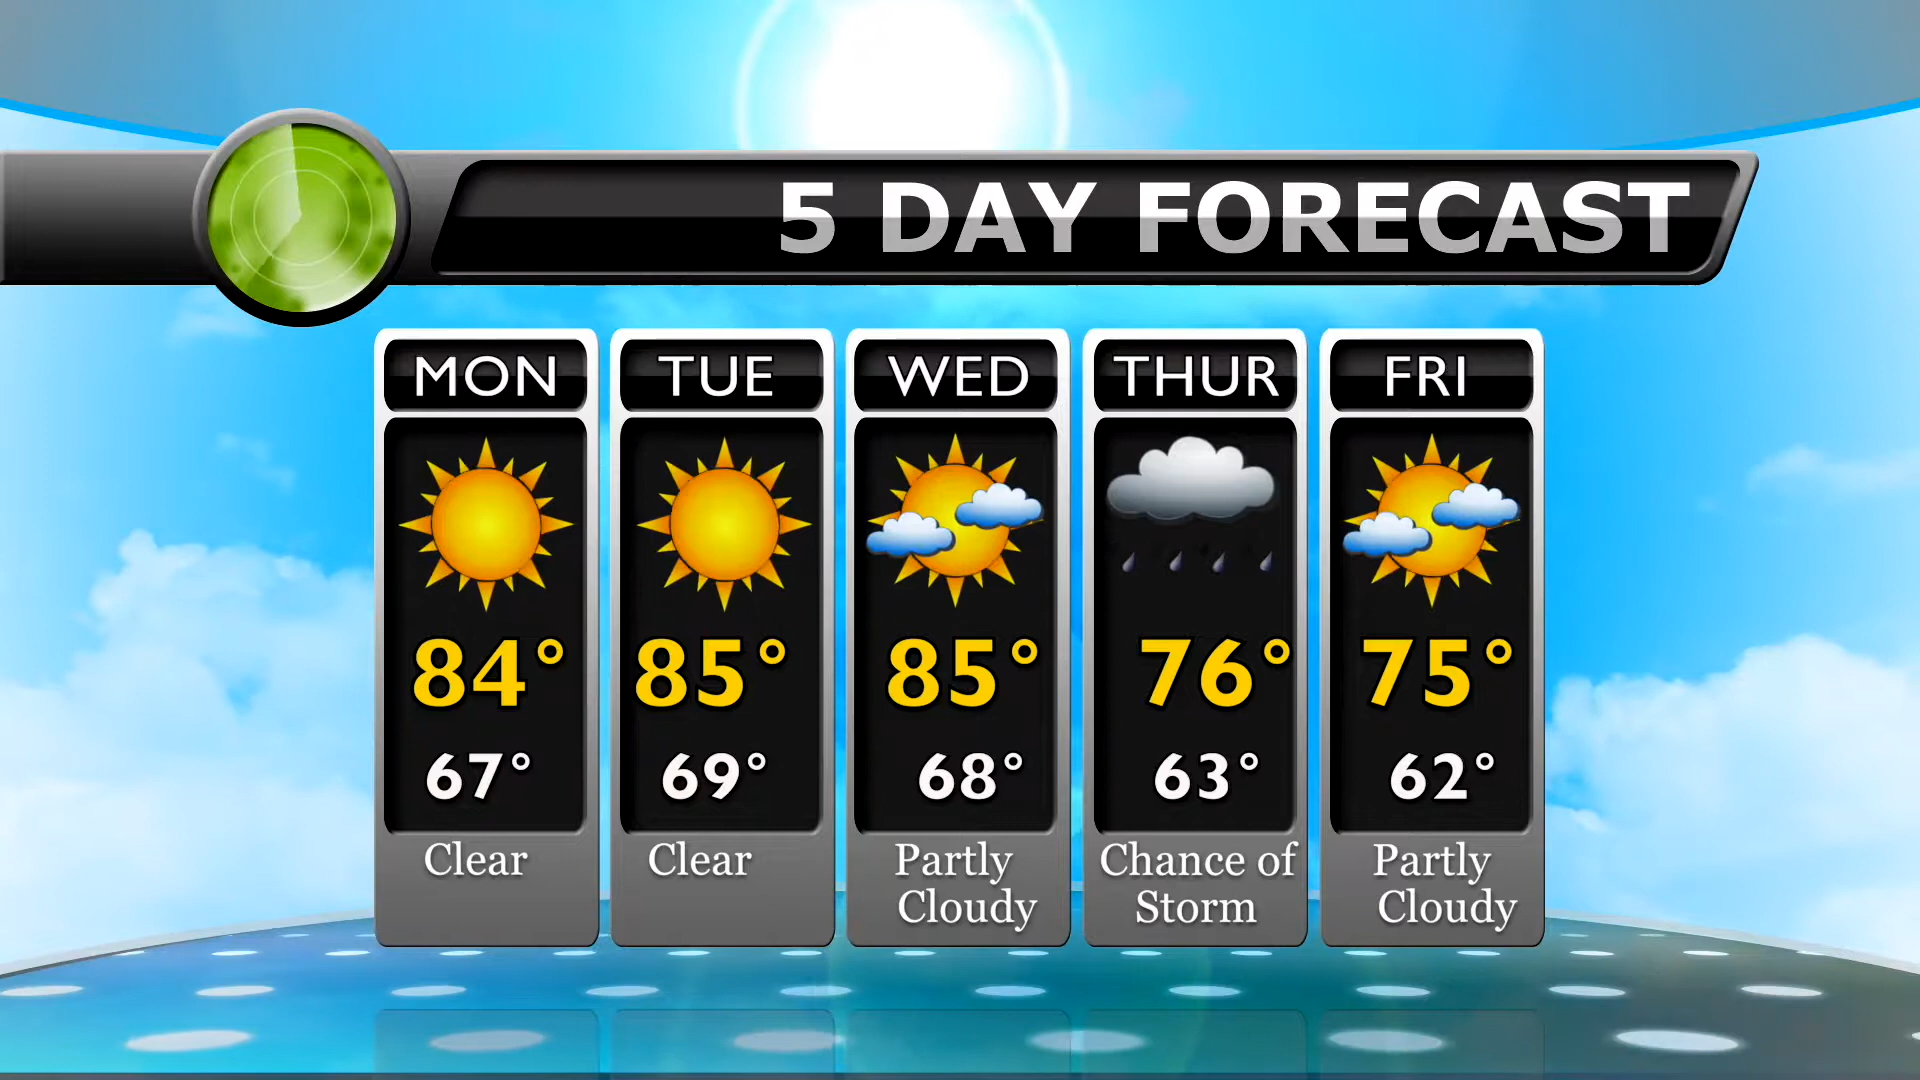 5 DAY FORECAST
MON
TUE
WED
THUR
FRI
84°
85°
85°
76°
75°
67°
69°
68°
63°
62°
Clear
Clear
Partly
Cloudy
Chance of
Storm
Partly
Cloudy